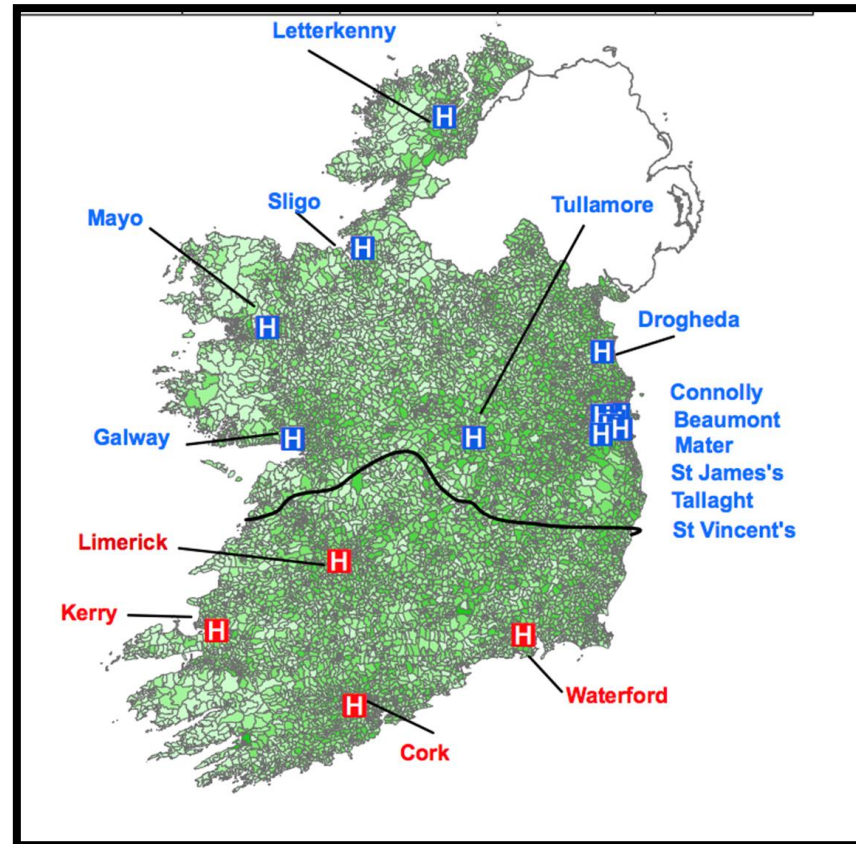 Letterkenny
H
Sligo
Tullamore
Mayo
H
H
Drogheda
H
Connolly
H
Beaumont
H
Galway
H
H
H
Mater
St James's
Tallaght
St Vincent's
Limerick
H
Kerry
H
H
Waterford
H
Cork